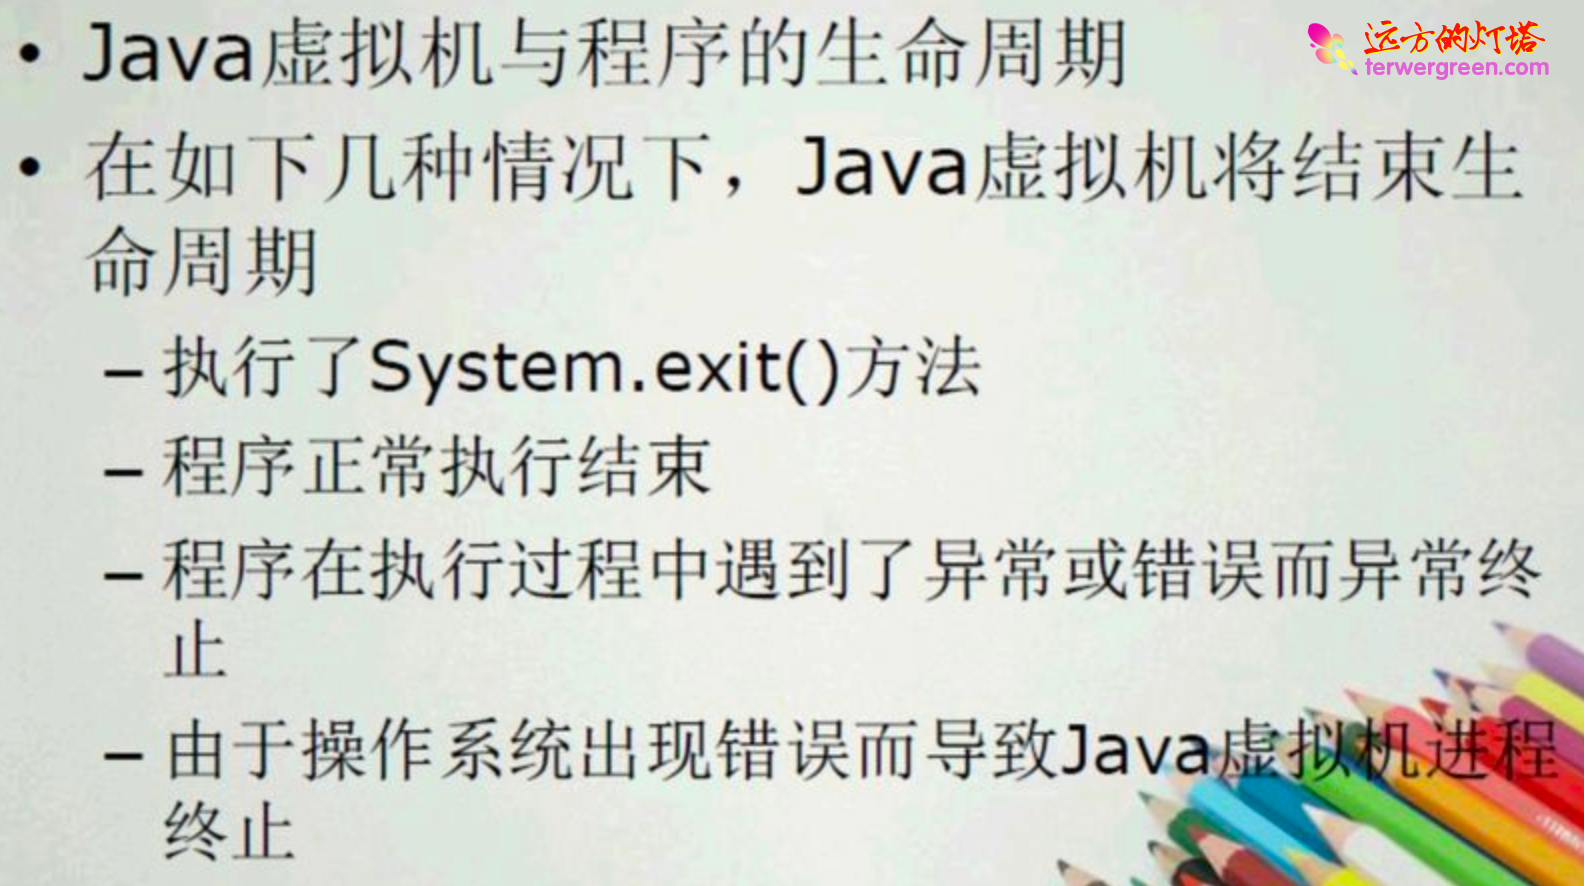 • Java虚拟机与程序的生命周期
远方的灯塔
terwergreen.com
• 在如下几种情况下，Java虚拟机将结束生
命周期
– 执行了System.exit()方法
– 程序正常执行结束
– 程序在执行过程中遇到了异常或错误而异常终
止
– 由于操作系统出现错误而导致Java虚拟机进程
终止